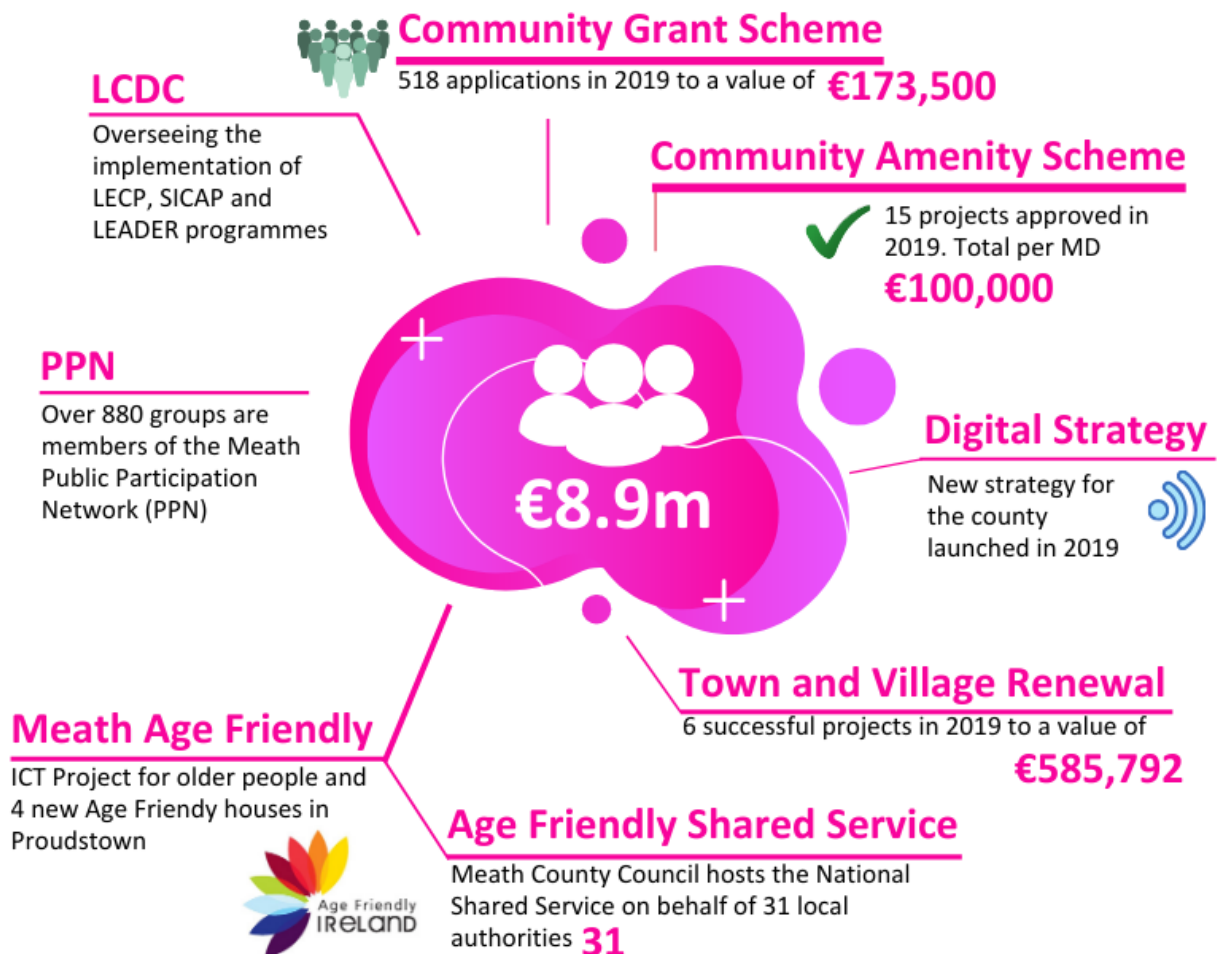 Community Grant Scheme
518 applications in 2019 to a value of €173,500
LCDC
Overseeing the
implementation of
LECP, SICAP and
LEADER programmes
Community Amenity Scheme
15 projects approved in
2019. Total per MD
€100,000
PPN
Over 880 groups are
members of the Meath
Public Participation
Network (PPN)
€8.9m
Digital Strategy
New strategy for
the county
launched in 2019
Town and Village Renewal
6 successful projects in 2019 to a value of
€585,792
Meath Age Friendly
ICT Project for older people and
4 new Age Friendy houses in
Proudstown
Age Friendly
IRELAND
Age Friendly Shared Service
Meath County Council hosts the National
Shared Service on behalf of 31 local
authorities 31